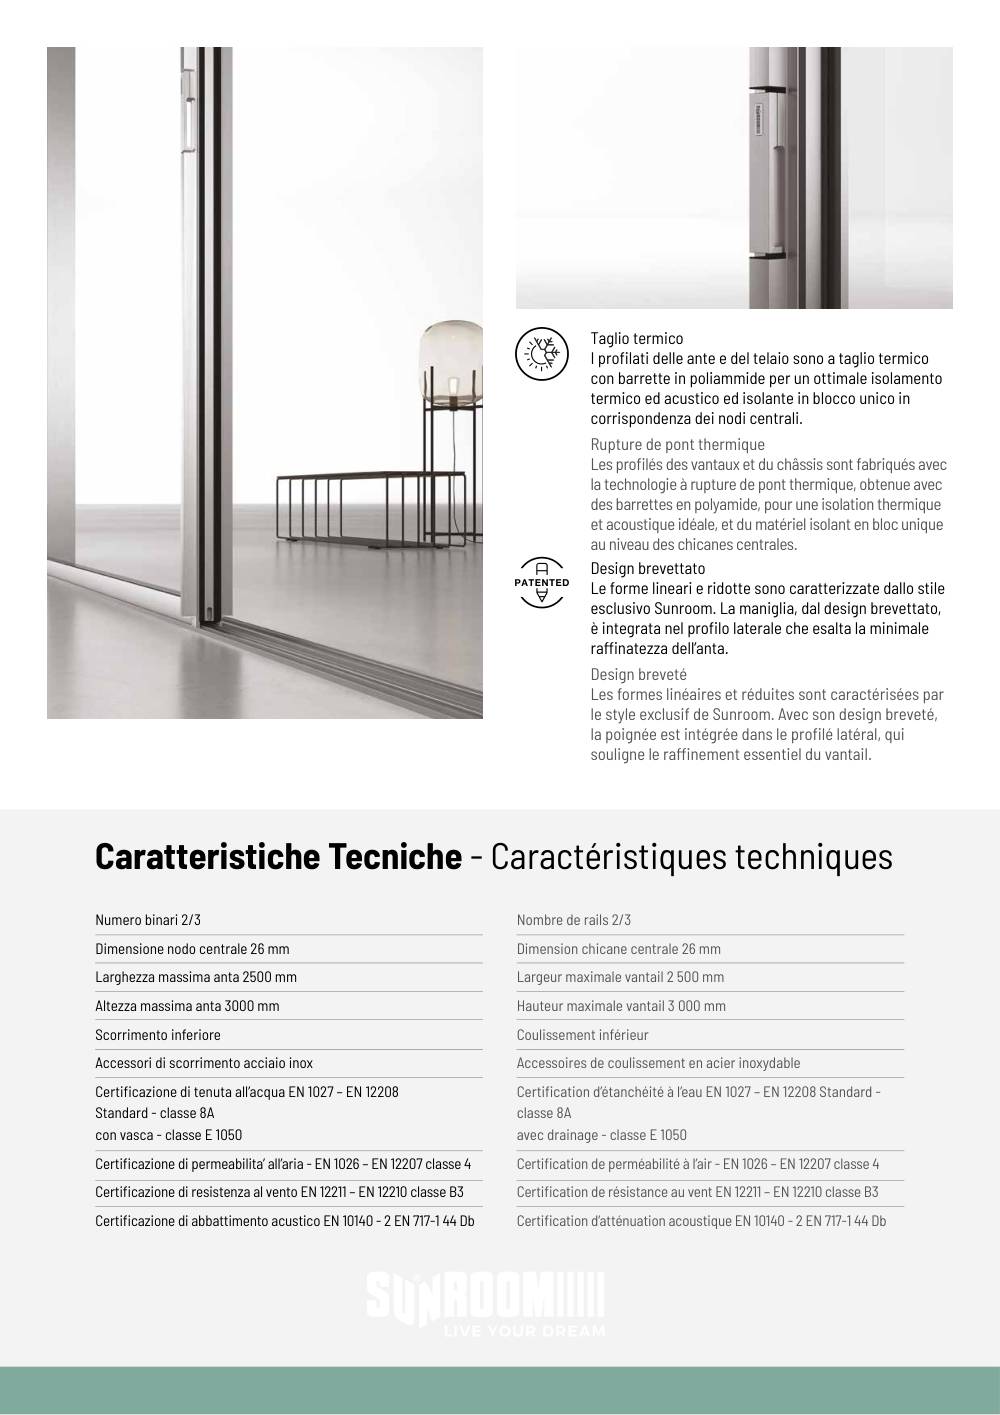 Taglio termico
I profilati delle ante e del telaio sono a taglio termico
con barrette in poliammide per un ottimale isolamento
termico ed acustico ed isolante in blocco unico in
corrispondenza dei nodi centrali.
Rupture de pont thermique
Les profilés des vantaux et du châssis sont fabriqués avec
la technologie à rupture de pont thermique, obtenue avec
des barrettes en polyamide, pour une isolation thermique
et acoustique idéale, et du matériel isolant en bloc unique
au niveau des chicanes centrales.
PATENTED
Design brevettato
Le forme lineari e ridotte sono caratterizzate dallo stile
esclusivo Sunroom. La maniglia, dal design brevettato,
è integrata nel profilo laterale che esalta la minimale
raffinatezza dell’anta.
Design breveté
Les formes linéaires et réduites sont caractérisées par
le style exclusif de Sunroom. Avec son design breveté,
la poignée est intégrée dans le profilé latéral, qui
souligne le raffinement essentiel du vantail.
Caratteristiche Tecniche - Caractéristiques techniques
Numero binari 2/3
Dimensione nodo centrale 26 mm
Larghezza massima anta 2500 mm
Altezza massima anta 3000 mm
Scorrimento inferiore
Accessori di scorrimento acciaio inox
Certificazione di tenuta all’acqua EN 1027 – EN 12208
Standard - classe 8A
con vasca - classe E 1050
Certificazione di permeabilita’ all’aria - EN 1026 – EN 12207 classe 4
Certificazione di resistenza al vento EN 12211 – EN 12210 classe B3
Certificazione di abbattimento acustico EN 10140 - 2 EN 717-1 44 Db
Nombre de rails 2/3
Dimension chicane centrale 26 mm
Largeur maximale vantail 2 500 mm
Hauteur maximale vantail 3 000 mm
Coulissement inférieur
Accessoires de coulissement en acier inoxydable
Certification d’étanchéité à l’eau EN 1027 – EN 12208 Standard -
classe 8A
avec drainage - classe E 1050
Certification de perméabilité à l’air - EN 1026 – EN 12207 classe 4
Certification de résistance au vent EN 12211 – EN 12210 classe B3
Certification d’atténuation acoustique EN 10140 - 2 EN 717-1 44 Db
SUNROOM
LIVE YOUR DREAM